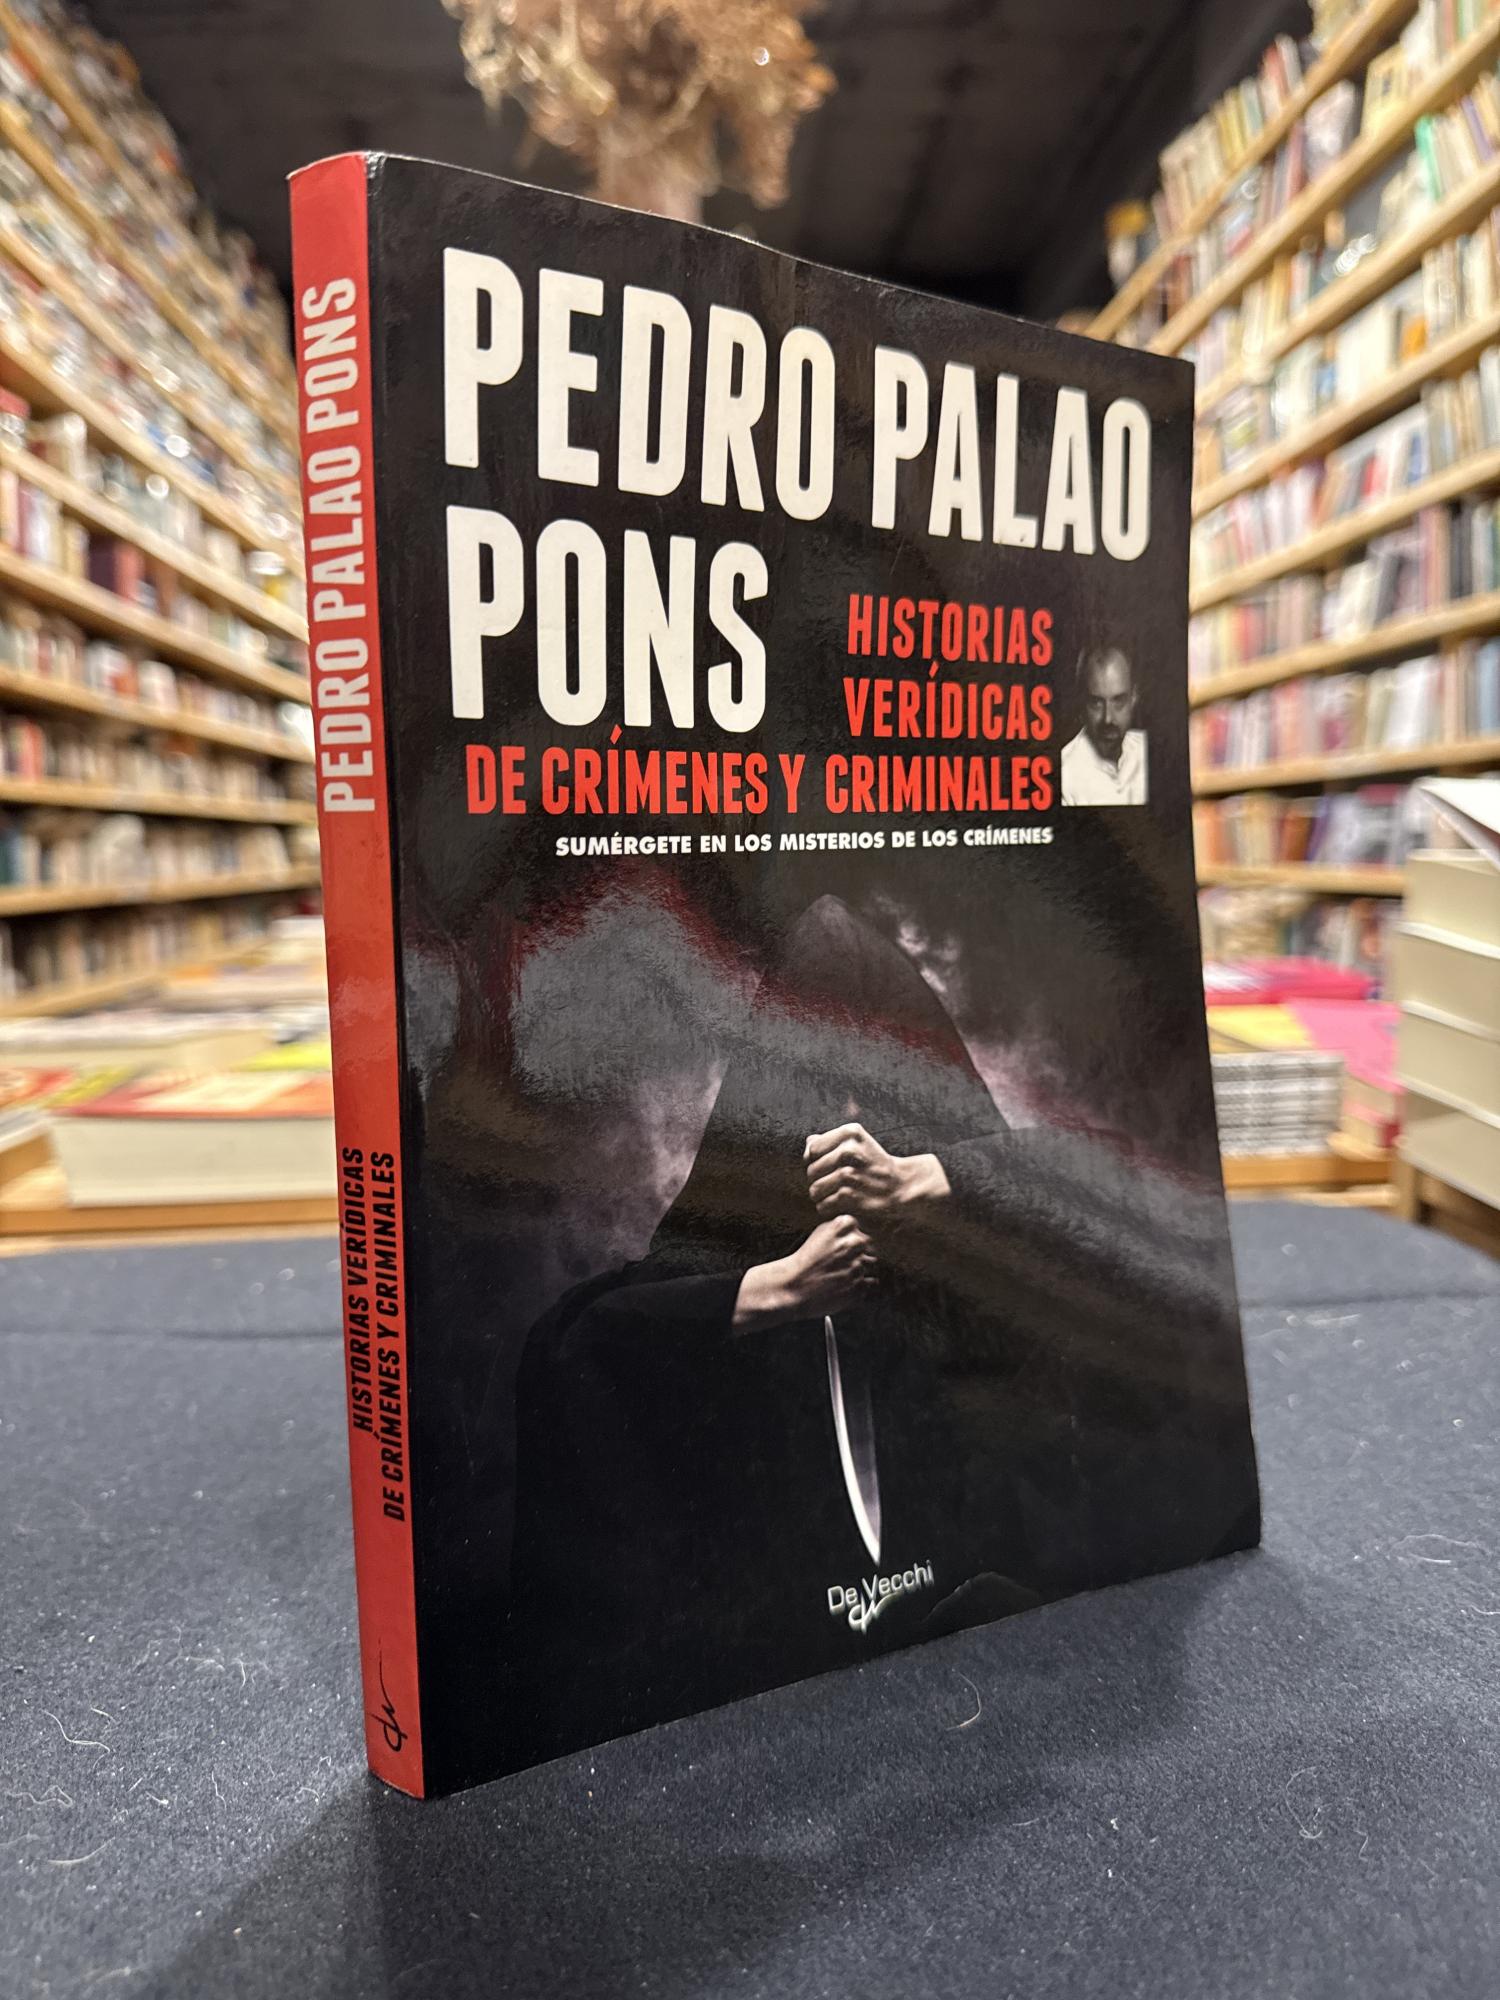 PEDRO PALAO PONS
HISTORIAS VERÍDICAS
DE CRÍMENES Y CRIMINALES
PEDRO PALAO
PONS
HISTORIAS
VERÍDICAS
DE CRÍMENES Y CRIMINALES
SUMÉRGETE EN LOS MISTERIOS DE LOS CRÍMENES
De Vecchi